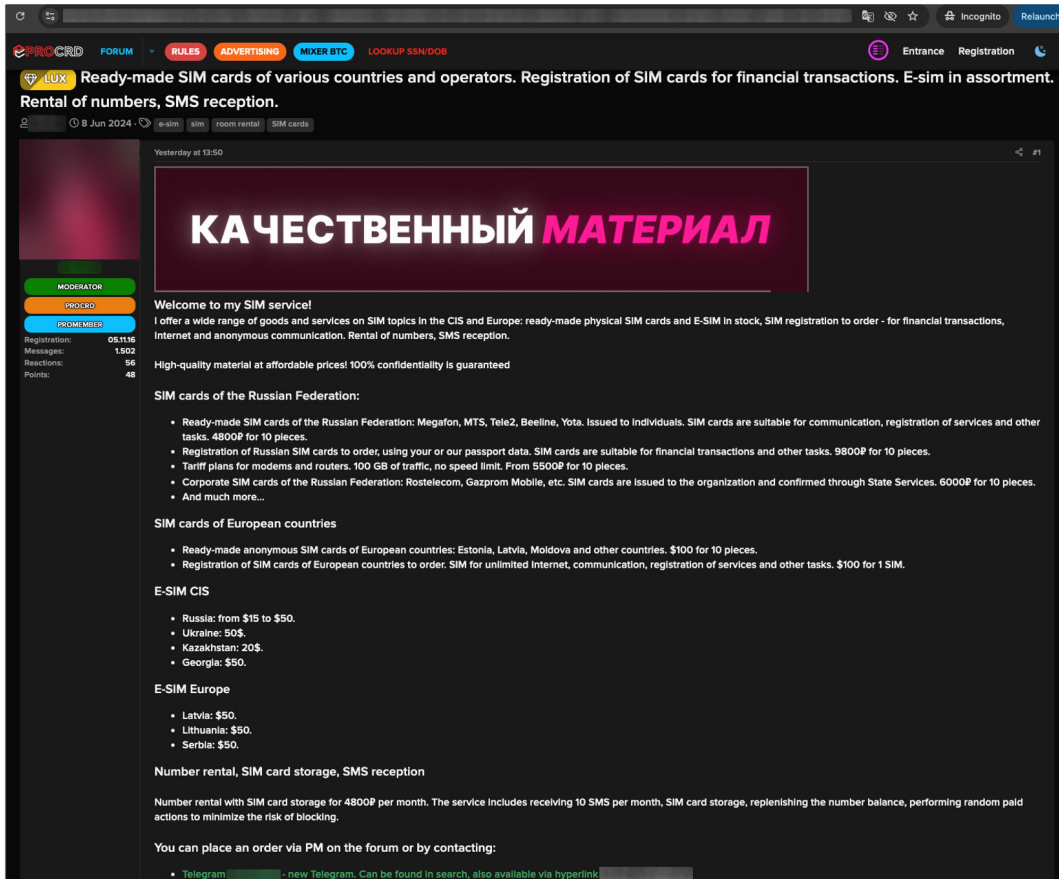 Incognito
Relaunch
PROCRD
FORUM
RULES
ADVERTISING
MIXER BTC
LOOKUP SSN/DOB
Entrance
Registration
LUX Ready-made SIM cards of various countries and operators. Registration of SIM cards for financial transactions. E-sim in assortment.
Rental of numbers, SMS reception.
8 Jun 2024 · e-sim sim room rental SIM cards
Yesterday at 13:50
#1
КАЧЕСТВЕННЫЙ МАТЕРИАЛ
MODERATOR
PROCRD
PROMEMBER
Registration: 05.11.16
Messages: 1.502
Reactions: 56
Points: 48
Welcome to my SIM service!
I offer a wide range of goods and services on SIM topics in the CIS and Europe: ready-made physical SIM cards and E-SIM in stock, SIM registration to order - for financial transactions,
Internet and anonymous communication. Rental of numbers, SMS reception.
High-quality material at affordable prices! 100% confidentiality is guaranteed
SIM cards of the Russian Federation:
• Ready-made SIM cards of the Russian Federation: Megafon, MTS, Tele2, Beeline, Yota. Issued to individuals. SIM cards are suitable for communication, registration of services and other
tasks. 4800₽ for 10 pieces.
• Registration of Russian SIM cards to order, using your or our passport data. SIM cards are suitable for financial transactions and other tasks. 9800₽ for 10 pieces.
• Tariff plans for modems and routers. 100 GB of traffic, no speed limit. From 5500₽ for 10 pieces.
• Corporate SIM cards of the Russian Federation: Rostelecom, Gazprom Mobile, etc. SIM cards are issued to the organization and confirmed through State Services. 6000₽ for 10 pieces.
• And much more...
SIM cards of European countries
• Ready-made anonymous SIM cards of European countries: Estonia, Latvia, Moldova and other countries. $100 for 10 pieces.
• Registration of SIM cards of European countries to order. SIM for unlimited Internet, communication, registration of services and other tasks. $100 for 1 SIM.
E-SIM CIS
• Russia: from $15 to $50.
• Ukraine: 50$.
• Kazakhstan: 20$.
• Georgia: $50.
E-SIM Europe
• Latvia: $50.
• Lithuania: $50.
• Serbia: $50.
Number rental, SIM card storage, SMS reception
Number rental with SIM card storage for 4800₽ per month. The service includes receiving 10 SMS per month, SIM card storage, replenishing the number balance, performing random paid
actions to minimize the risk of blocking.
You can place an order via PM on the forum or by contacting:
• Telegram - new Telegram. Can be found in search, also available via hyperlink